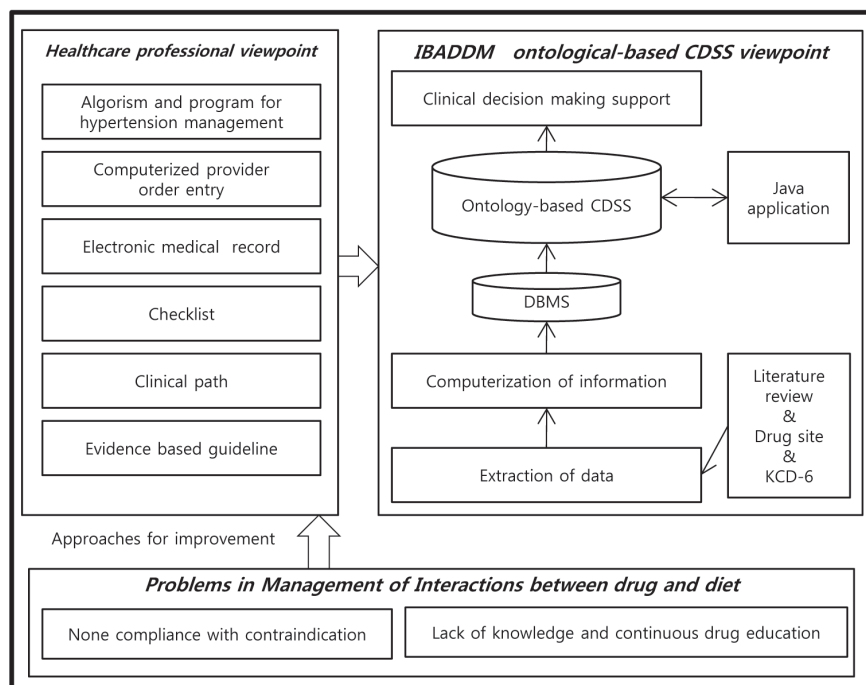 Healthcare professional viewpoint
Algorism and program for
hypertension management
Computerized provider
order entry
Electronic medical record
Checklist
Clinical path
Evidence based guideline
IBADDM ontological-based CDSS viewpoint
Clinical decision making support
Ontology-based CDSS
Java
application
DBMS
Computerization of information
Extraction of data
Literature
review
&
Drug site
&
KCD-6
Approaches for improvement
Problems in Management of Interactions between drug and diet
None compliance with contraindication
Lack of knowledge and continuous drug education